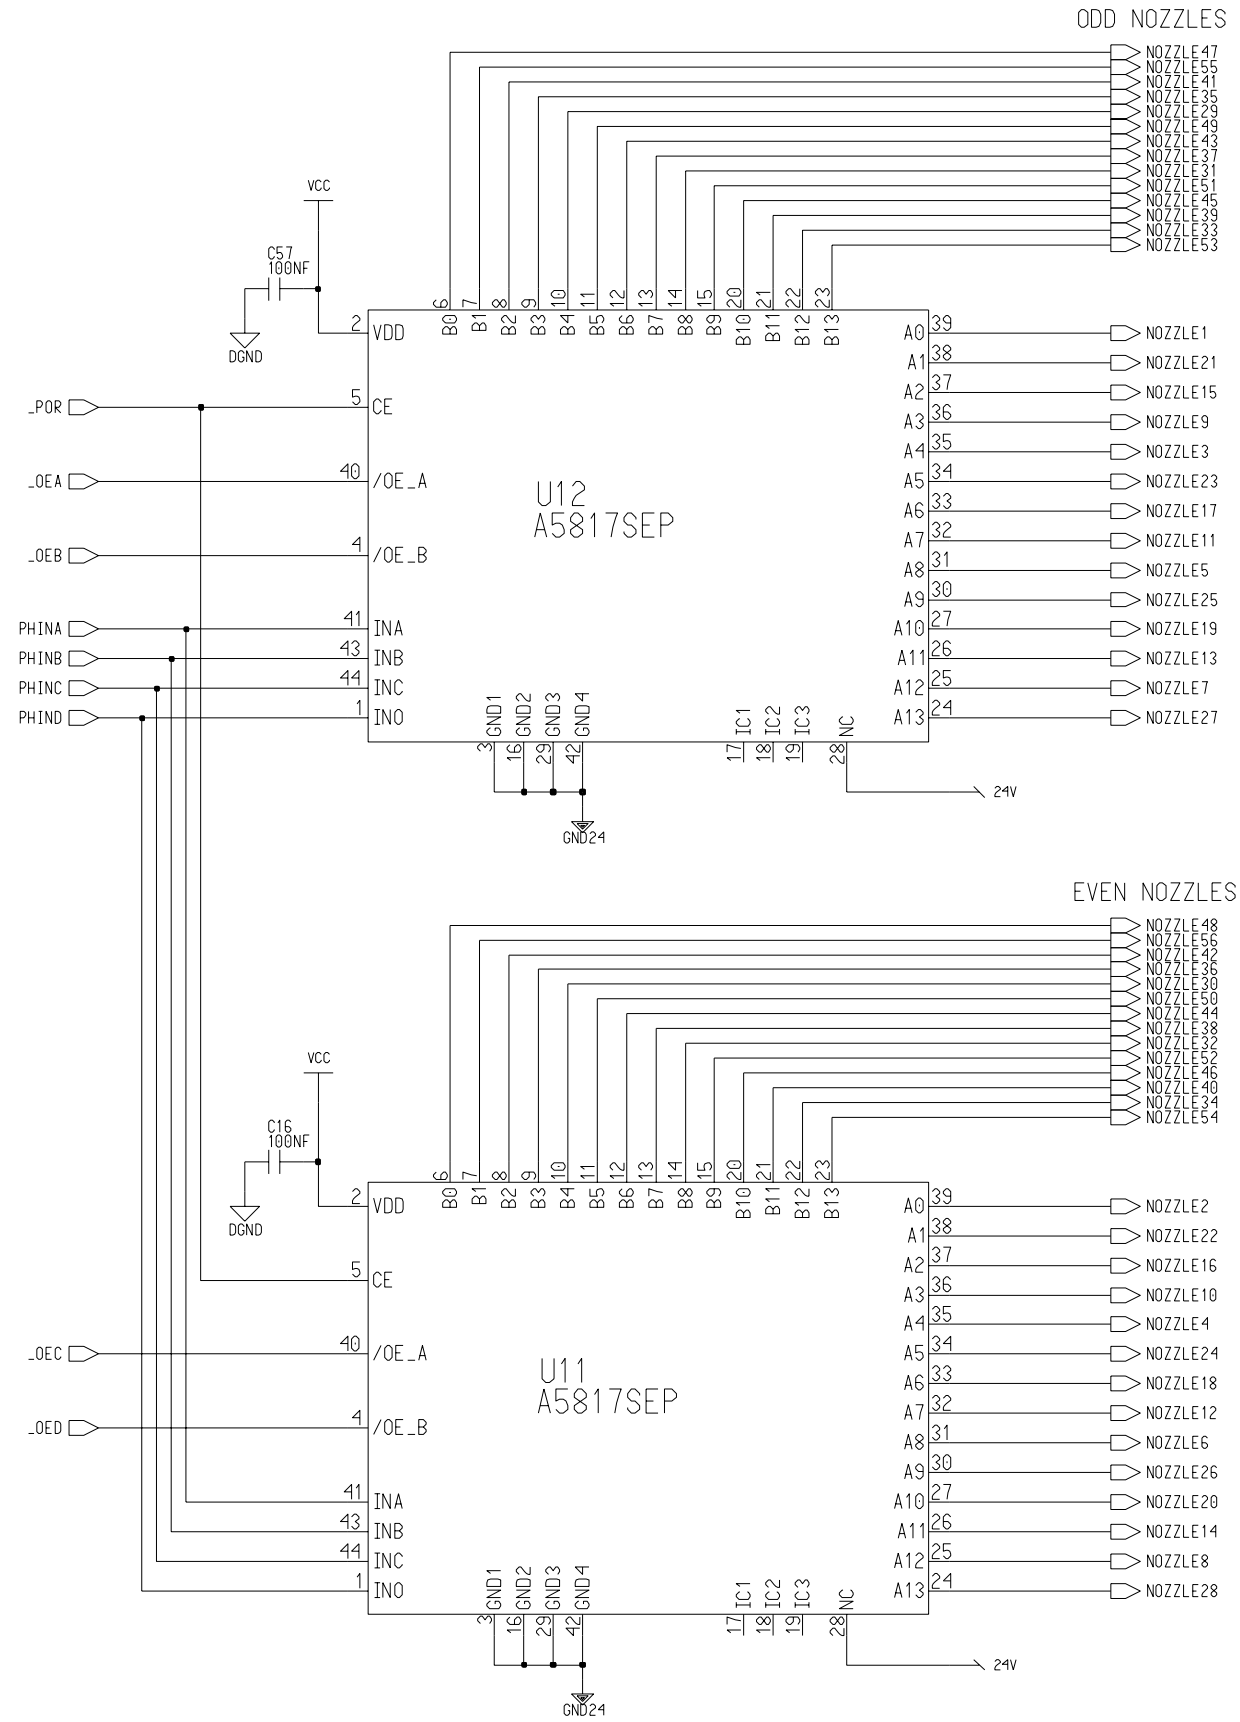 ODD NOZZLES
NOZZLE47
NOZZLE55
NOZZLE41
NOZZLE35
NOZZLE29
NOZZLE49
NOZZLE43
NOZZLE37
NOZZLE31
NOZZLE51
NOZZLE45
NOZZLE39
NOZZLE33
NOZZLE53
VCC
C57
100NF
DGND
6 7 8 9 10 11 12 13 14 15 20 21 22 23
B0 B1 B2 B3 B4 B5 B6 B7 B8 B9 B10 B11 B12 B13
2 VDD
_POR 5 CE
_OEA 40 /OE_A
_OEB 4 /OE_B
PHINA 41 INA
PHINB 43 INB
PHINC 44 INC
PHIND 1 INO
U12
A5817SEP
A0 39 NOZZLE1
A1 38 NOZZLE21
A2 37 NOZZLE15
A3 36 NOZZLE9
A4 35 NOZZLE3
A5 34 NOZZLE23
A6 33 NOZZLE17
A7 32 NOZZLE11
A8 31 NOZZLE5
A9 30 NOZZLE25
A10 27 NOZZLE19
A11 26 NOZZLE13
A12 25 NOZZLE7
A13 24 NOZZLE27
GND1 GND2 GND3 GND4 IC1 IC2 IC3 NC
3 16 29 42 17 18 19 28
24V
GND24
EVEN NOZZLES
NOZZLE48
NOZZLE56
NOZZLE42
NOZZLE36
NOZZLE30
NOZZLE50
NOZZLE44
NOZZLE38
NOZZLE32
NOZZLE52
NOZZLE46
NOZZLE40
NOZZLE34
NOZZLE54
VCC
C16
100NF
DGND
6 7 8 9 10 11 12 13 14 15 20 21 22 23
B0 B1 B2 B3 B4 B5 B6 B7 B8 B9 B10 B11 B12 B13
2 VDD
5 CE
_OEC 40 /OE_A
_OED 4 /OE_B
41 INA
43 INB
44 INC
1 INO
U11
A5817SEP
A0 39 NOZZLE2
A1 38 NOZZLE22
A2 37 NOZZLE16
A3 36 NOZZLE10
A4 35 NOZZLE4
A5 34 NOZZLE24
A6 33 NOZZLE18
A7 32 NOZZLE12
A8 31 NOZZLE6
A9 30 NOZZLE26
A10 27 NOZZLE20
A11 26 NOZZLE14
A12 25 NOZZLE8
A13 24 NOZZLE28
GND1 GND2 GND3 GND4 IC1 IC2 IC3 NC
3 16 29 42 17 18 19 28
24V
GND24